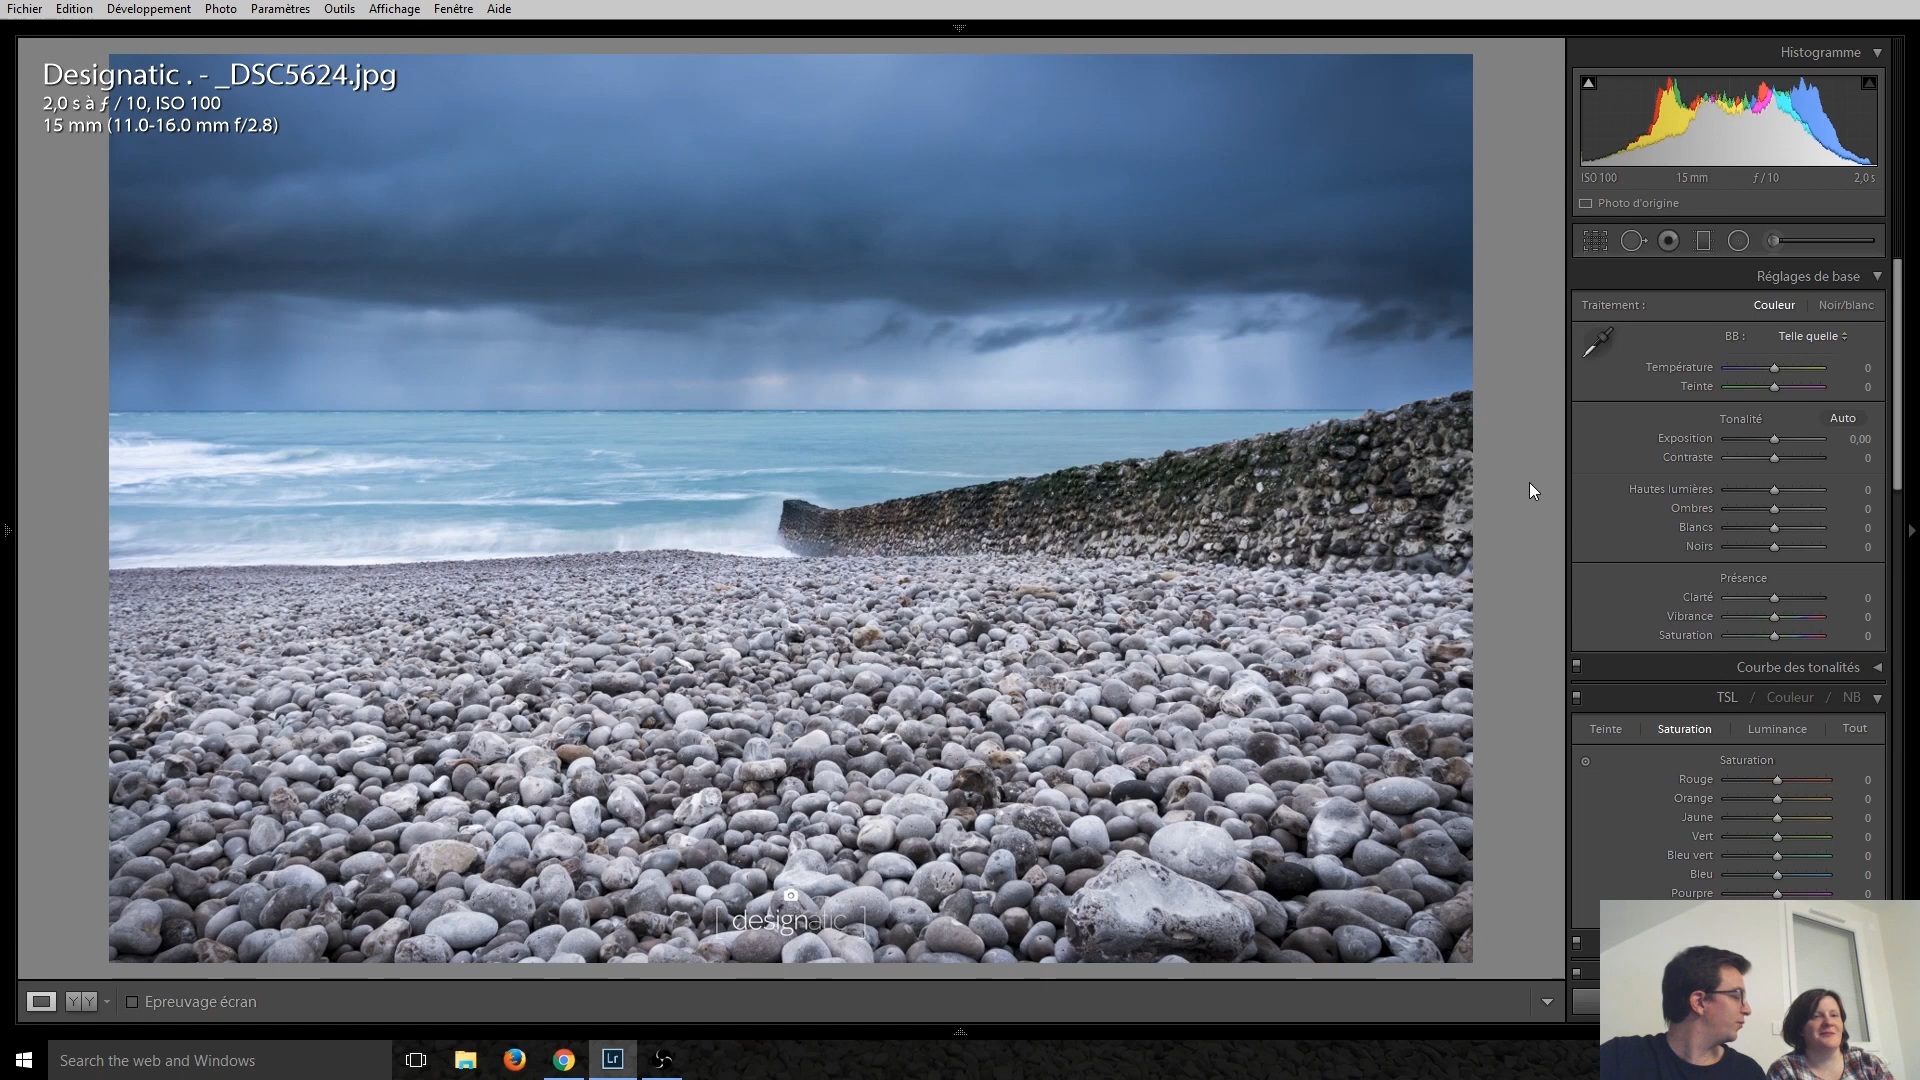 Fichier Edition Développement Photo Paramètres Outils Affichage Fenêtre Aide
Designatic . - _DSC5624.jpg
2,0 s à ƒ / 10, ISO 100
15 mm (11.0-16.0 mm f/2.8)
Histogramme
ISO 100 15 mm ƒ / 10 2,0 s
Photo d'origine
Réglages de base
Traitement : Couleur Noir/blanc
BB : Telle quelle
Température 0
Teinte 0
Tonalité Auto
Exposition 0,00
Contraste 0
Hautes lumières 0
Ombres 0
Blancs 0
Noirs 0
Présence
Clarté 0
Vibrance 0
Saturation 0
Courbe des tonalités
TSL / Couleur / NB
Teinte Saturation Luminance Tout
Saturation
Rouge 0
Orange 0
Jaune 0
Vert 0
Bleu vert 0
Bleu 0
Pourpre 0
designatic
YY Epreuvage écran
Search the web and Windows
Lr